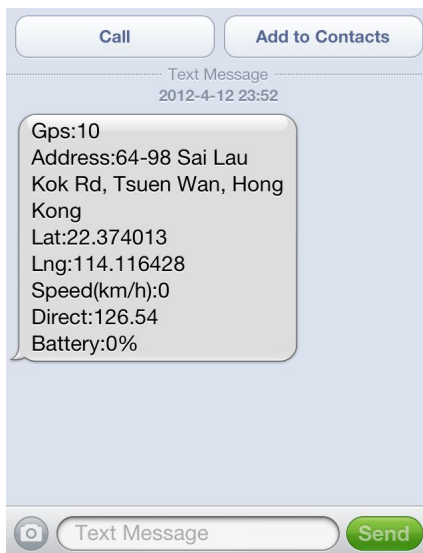 Call
Add to Contacts
Text Message
2012-4-12 23:52
Gps:10
Address:64-98 Sai Lau
Kok Rd, Tsuen Wan, Hong
Kong
Lat:22.374013
Lng:114.116428
Speed(km/h):0
Direct:126.54
Battery:0%
Text Message
Send